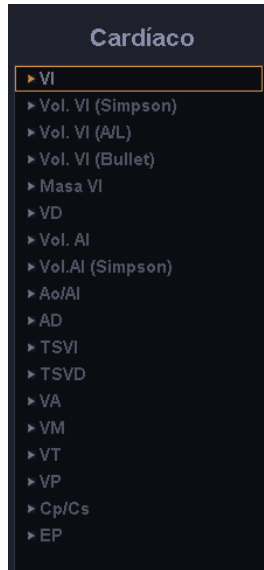 Cardíaco
VI
Vol. VI (Simpson)
Vol. VI (A/L)
Vol. VI (Bullet)
Masa VI
VD
Vol. AI
Vol.AI (Simpson)
Ao/AI
AD
TSVI
TSVD
VA
VM
VT
VP
Cp/Cs
EP